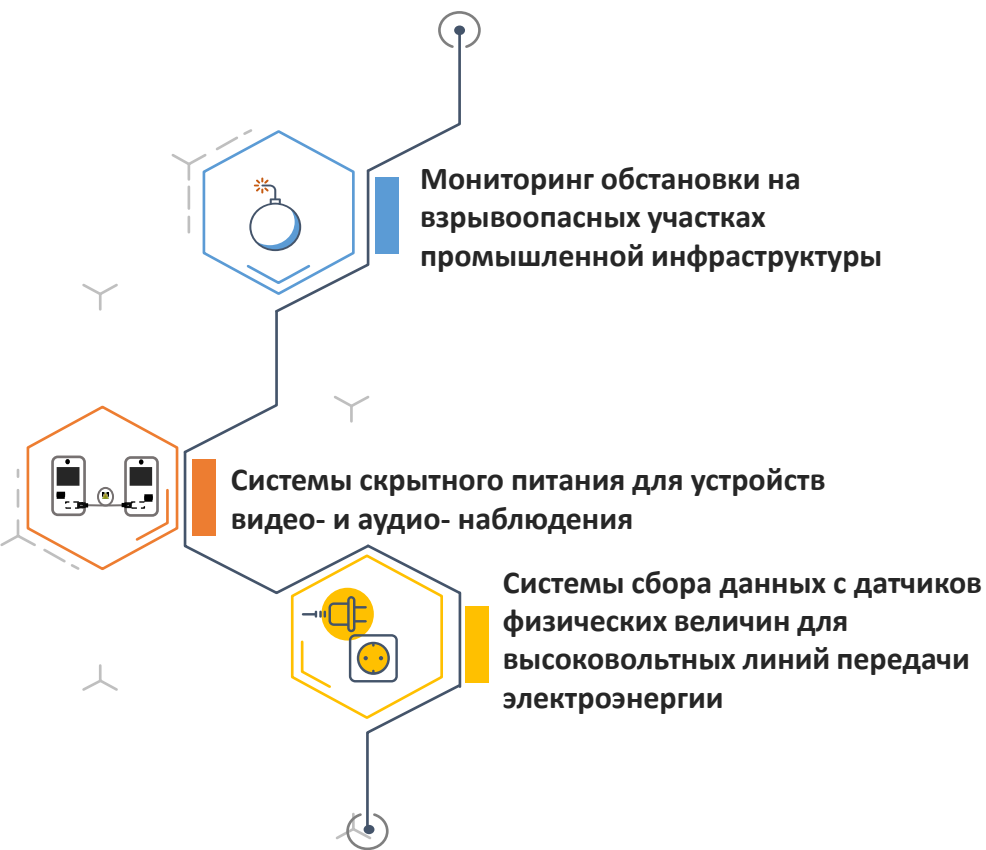 Мониторинг обстановки на
взрывоопасных участках
промышленной инфраструктуры
Системы скрытного питания для устройств
видео- и аудио- наблюдения
Системы сбора данных с датчиков
физических величин для
высоковольтных линий передачи
электроэнергии